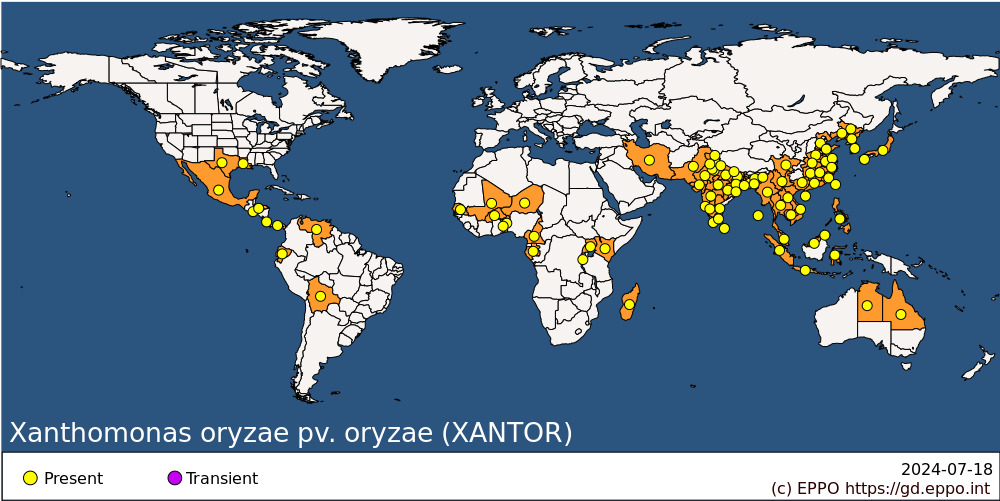 Xanthomonas oryzae pv. oryzae (XANTOR)
Present
Transient
2024-07-18
(c) EPPO https://gd.eppo.int